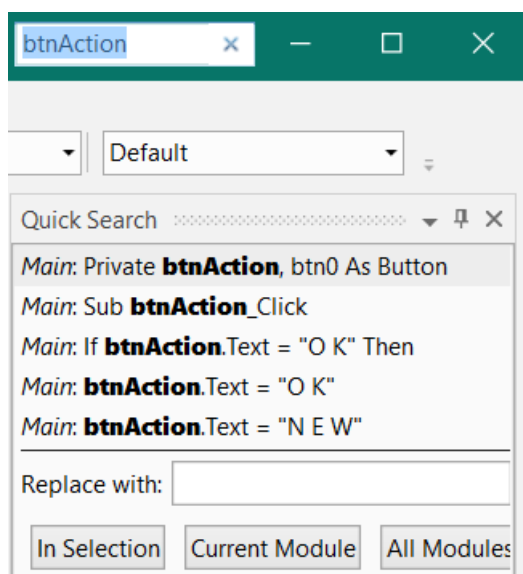 btnAction
Default
Quick Search
Main: Private btnAction, btn0 As Button
Main: Sub btnAction_Click
Main: If btnAction.Text = "O K" Then
Main: btnAction.Text = "O K"
Main: btnAction.Text = "N E W"
Replace with:
In Selection Current Module All Modules